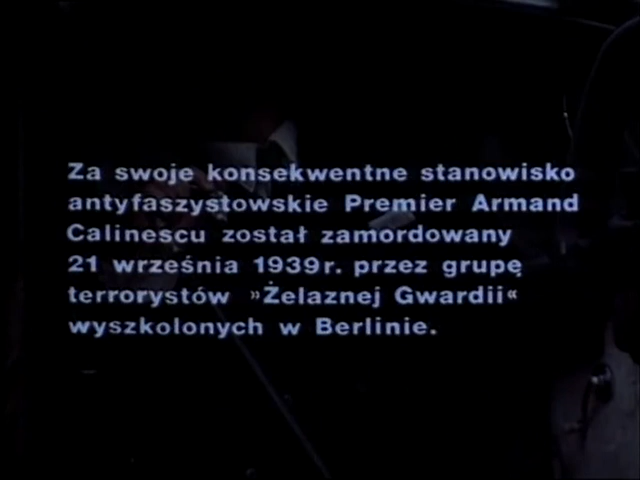 Za swoje konsekwentne stanowisko
antyfaszystowskie Premier Armand
Calinescu został zamordowany
21 września 1939r. przez grupę
terrorystów »Żelaznej Gwardii«
wyszkolonych w Berlinie.